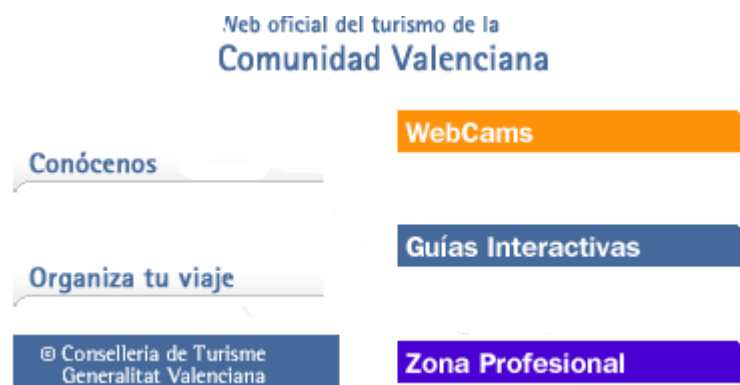 Web oficial del turismo de la
Comunidad Valenciana
WebCams
Conócenos
Guías Interactivas
Organiza tu viaje
© Conselleria de Turisme
Generalitat Valenciana
Zona Profesional